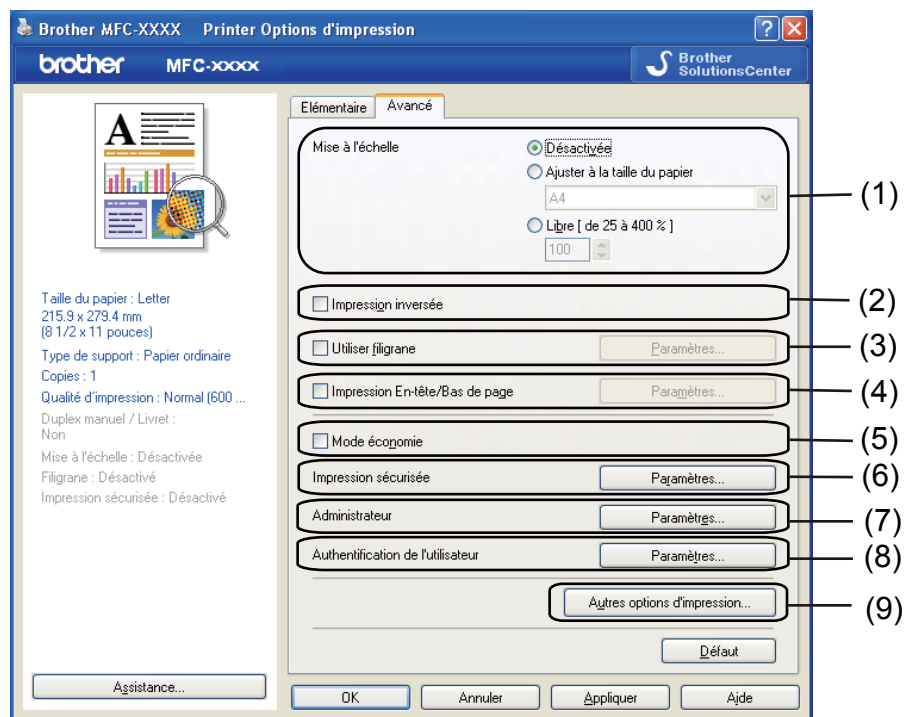 Brother MFC-XXXX Printer Options d'impression
brother MFC-xxxx
Brother
SolutionsCenter
A
Taille du papier : Letter
215.9 x 279.4 mm
(8 1/2 x 11 pouces)
Type de support : Papier ordinaire
Copies : 1
Qualité d'impression : Normal (600 ...
Duplex manuel / Livret :
Non
Mise à l'échelle : Désactivée
Filigrane : Désactivé
Impression sécurisée : Désactivé
Assistance...
Elémentaire Avancé
Mise à l'échelle
Désactivée
Ajuster à la taille du papier
A4
Libre [ de 25 à 400 % ]
100
(1)
Impression inversée
(2)
Utiliser filigrane Paramètres...
(3)
Impression En-tête/Bas de page Paramètres...
(4)
Mode économie
(5)
Impression sécurisée Paramètres...
(6)
Administrateur Paramètres...
(7)
Authentification de l'utilisateur Paramètres...
(8)
Autres options d'impression...
(9)
Défaut
OK Annuler Appliquer Aide